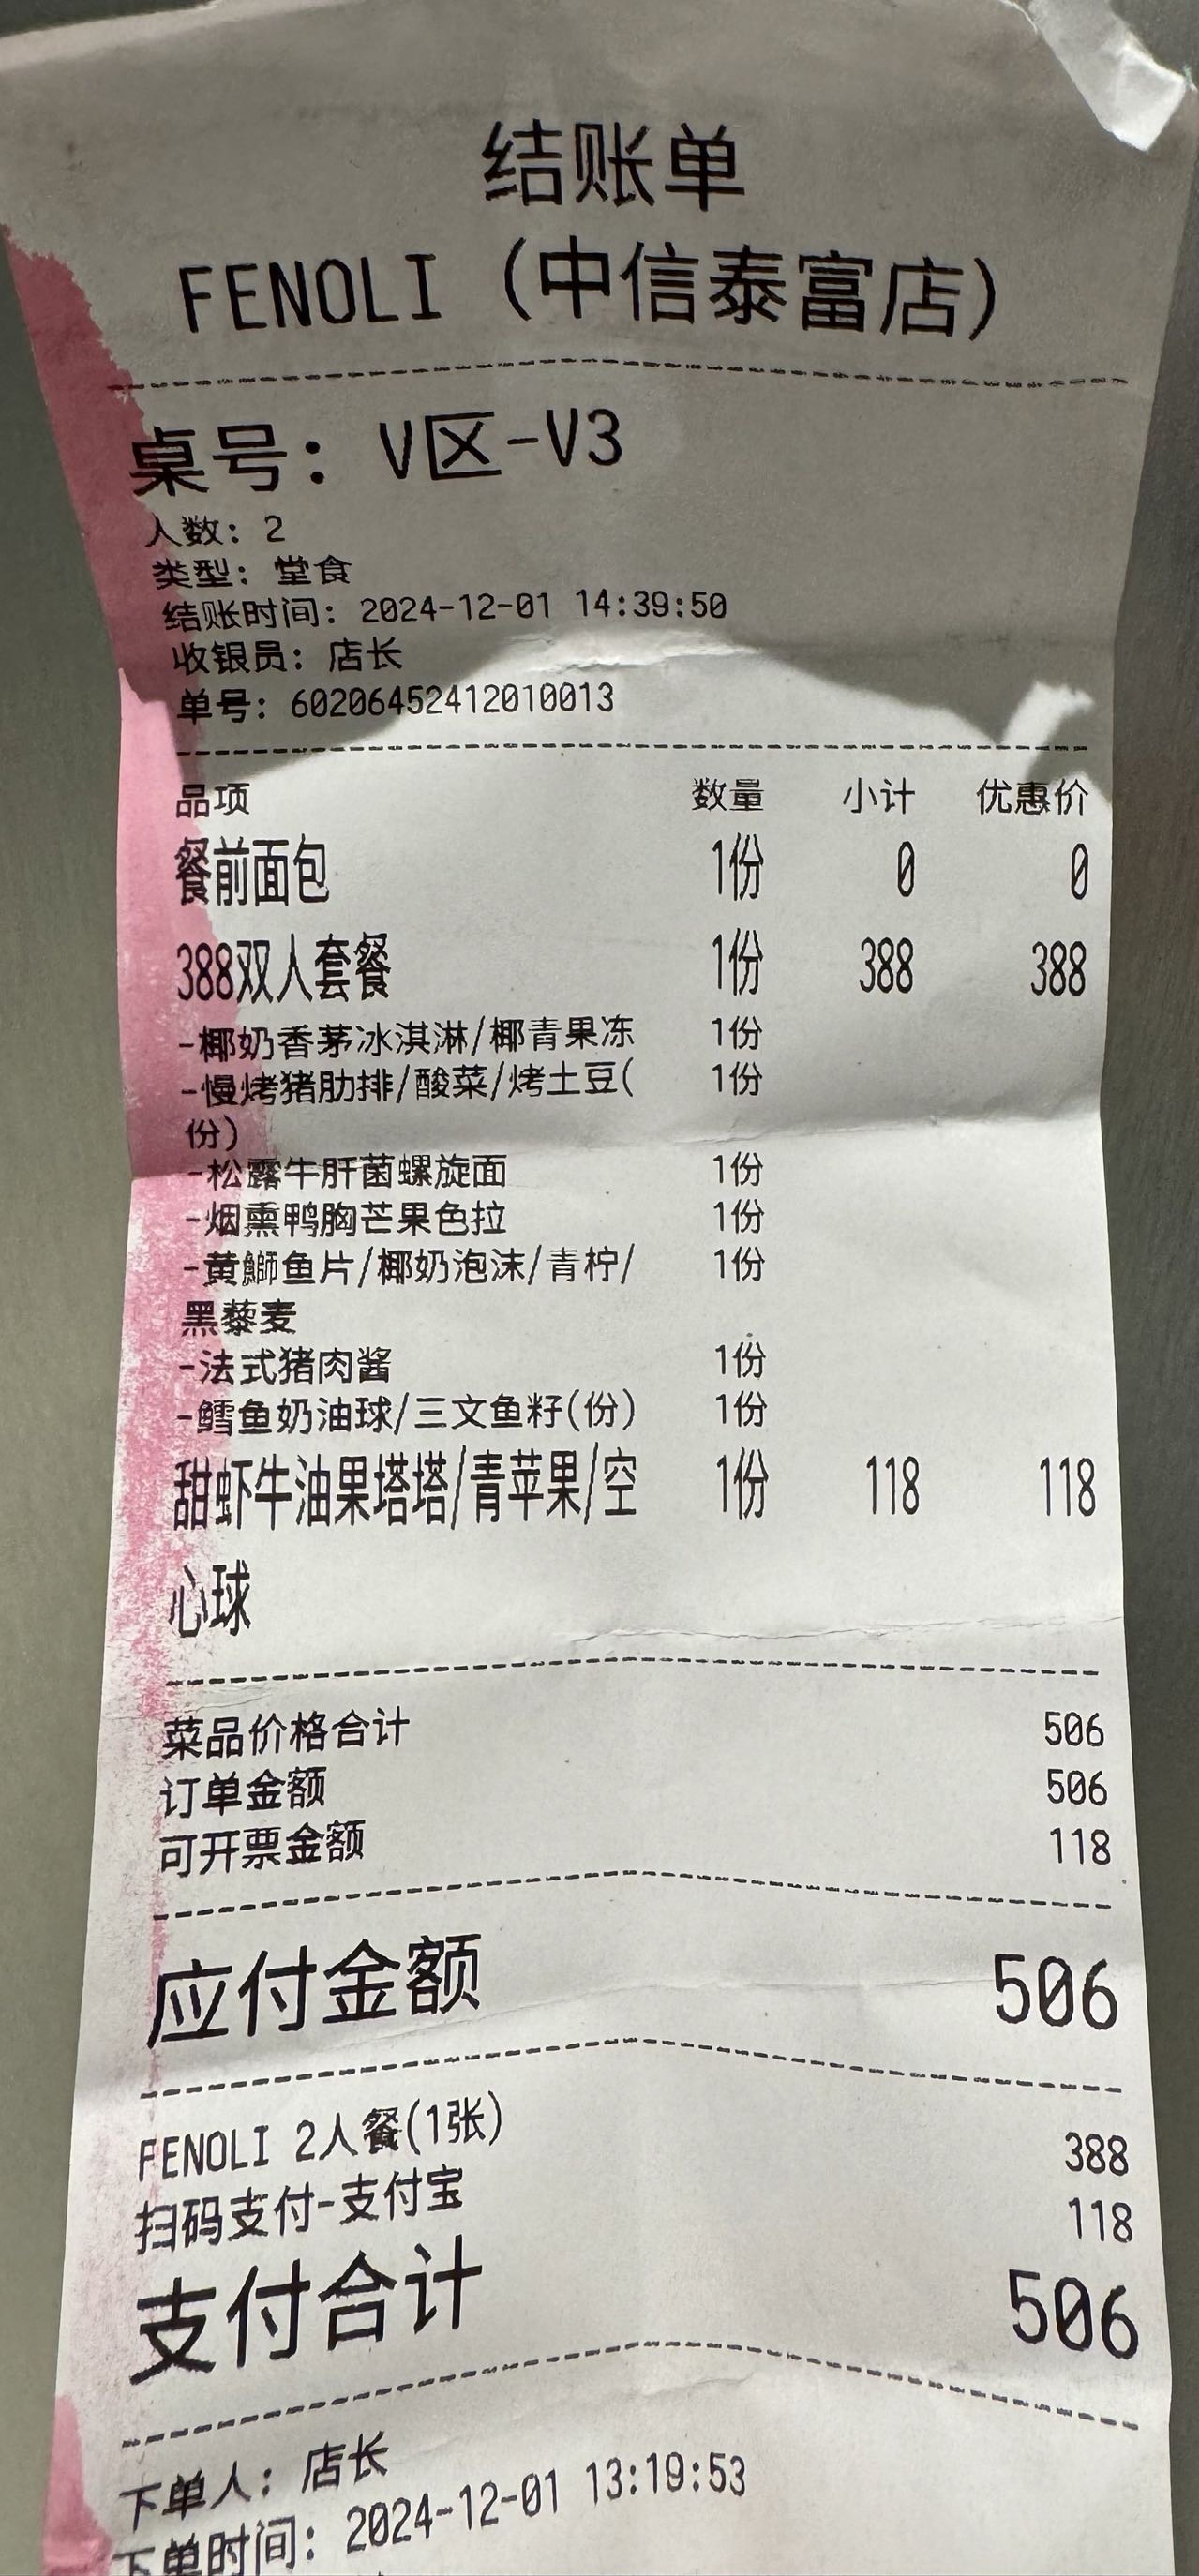 结账单
FENOLI（中信泰富店）
桌号：V区-V3
人数：2
类型：堂食
结账时间：2024-12-01 14:39:50
收银员：店长
单号：60206452412010013
品项 数量 小计 优惠价
餐前面包 1份 0 0
388双人套餐 1份 388 388
-椰奶香茅冰淇淋/椰青果冻 1份
-慢烤猪肋排/酸菜/烤土豆( 1份
份)
-松露牛肝菌螺旋面 1份
-烟熏鸭胸芒果色拉 1份
-黄鰤鱼片/椰奶泡沫/青柠/ 1份
黑藜麦
-法式猪肉酱 1份
-鳕鱼奶油球/三文鱼籽(份) 1份
甜虾牛油果塔塔/青苹果/空 1份 118 118
心球
菜品价格合计 506
订单金额 506
可开票金额 118
应付金额 506
FENOLI 2人餐(1张) 388
扫码支付-支付宝 118
支付合计 506
下单人：店长
下单时间：2024-12-01 13:19:53